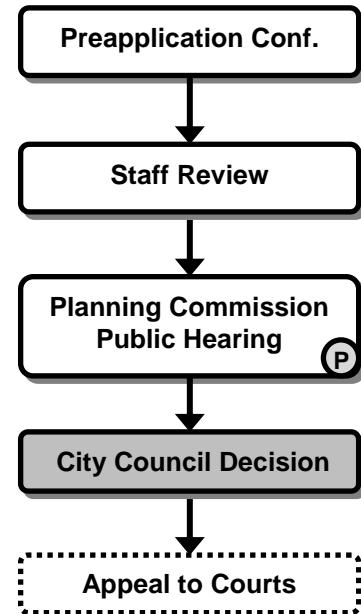 Preapplication Conf.
Staff Review
Planning Commission
Public Hearing
P
City Council Decision
Appeal to Courts